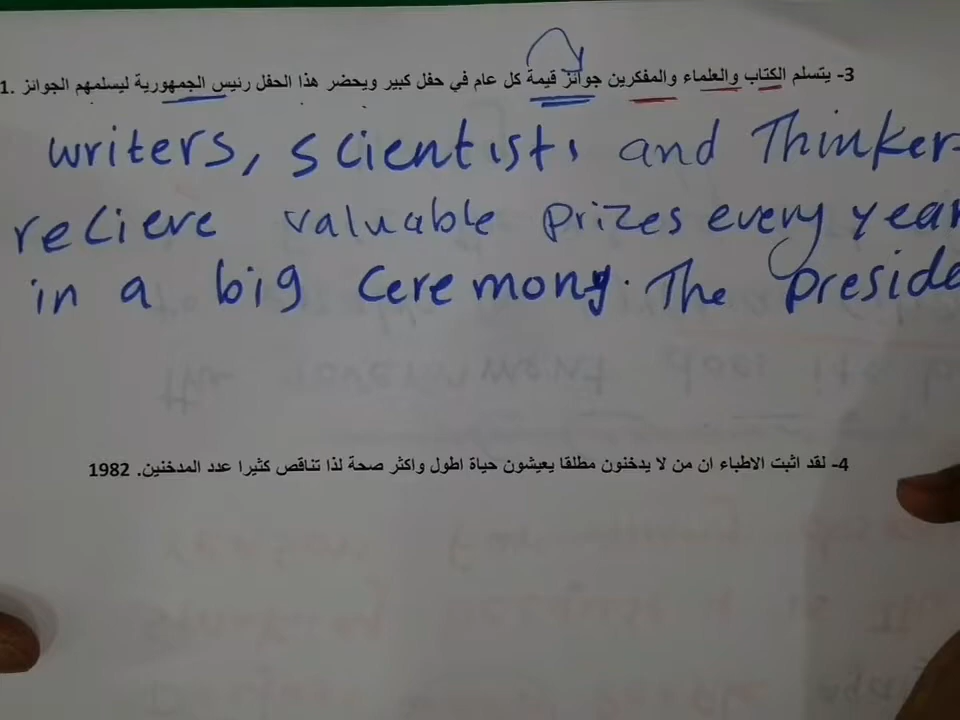 3- يتسلم الكتاب والعلماء والمفكرين جوائز قيمة كل عام في حفل كبير ويحضر هذا الحفل رئيس الجمهورية ليسلمهم الجوائز .1
writers, scientists and Thinker
relieve valuable prizes every year
in a big ceremony. The preside
4- لقد اثبت الاطباء ان من لا يدخنون مطلقا يعيشون حياة اطول واكثر صحة لذا تناقص كثيرا عدد المدخنين. 1982